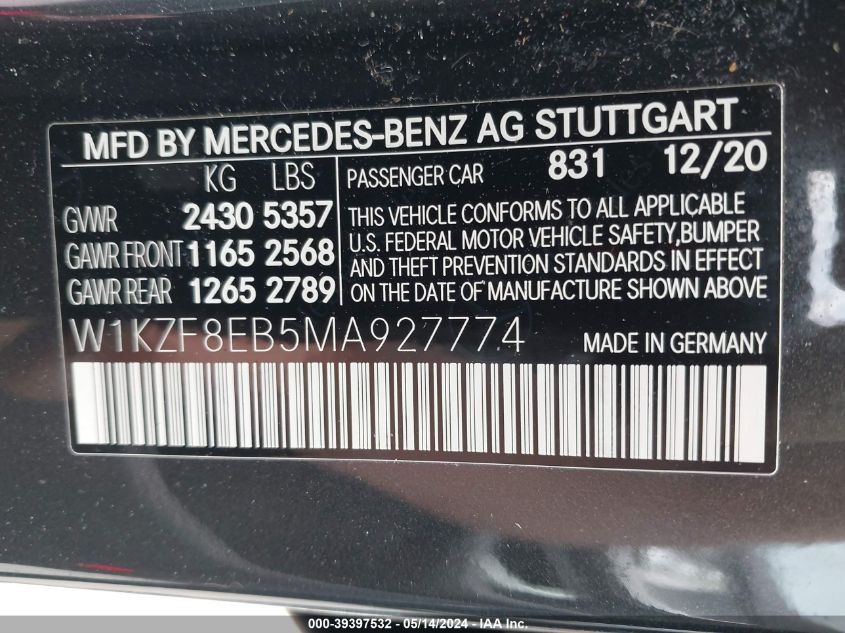 MFD BY MERCEDES-BENZ AG STUTTGART
KG LBS
GVWR 2430 5357
GAWR FRONT 1165 2568
GAWR REAR 1265 2789
PASSENGER CAR 831 12/20
THIS VEHICLE CONFORMS TO ALL APPLICABLE
U.S. FEDERAL MOTOR VEHICLE SAFETY,BUMPER
AND THEFT PREVENTION STANDARDS IN EFFECT
ON THE DATE OF MANUFACTURE SHOWN ABOVE
W1KZF8EB5MA927774 MADE IN GERMANY
000-39397532 - 05/14/2024 - © IAA, Inc.